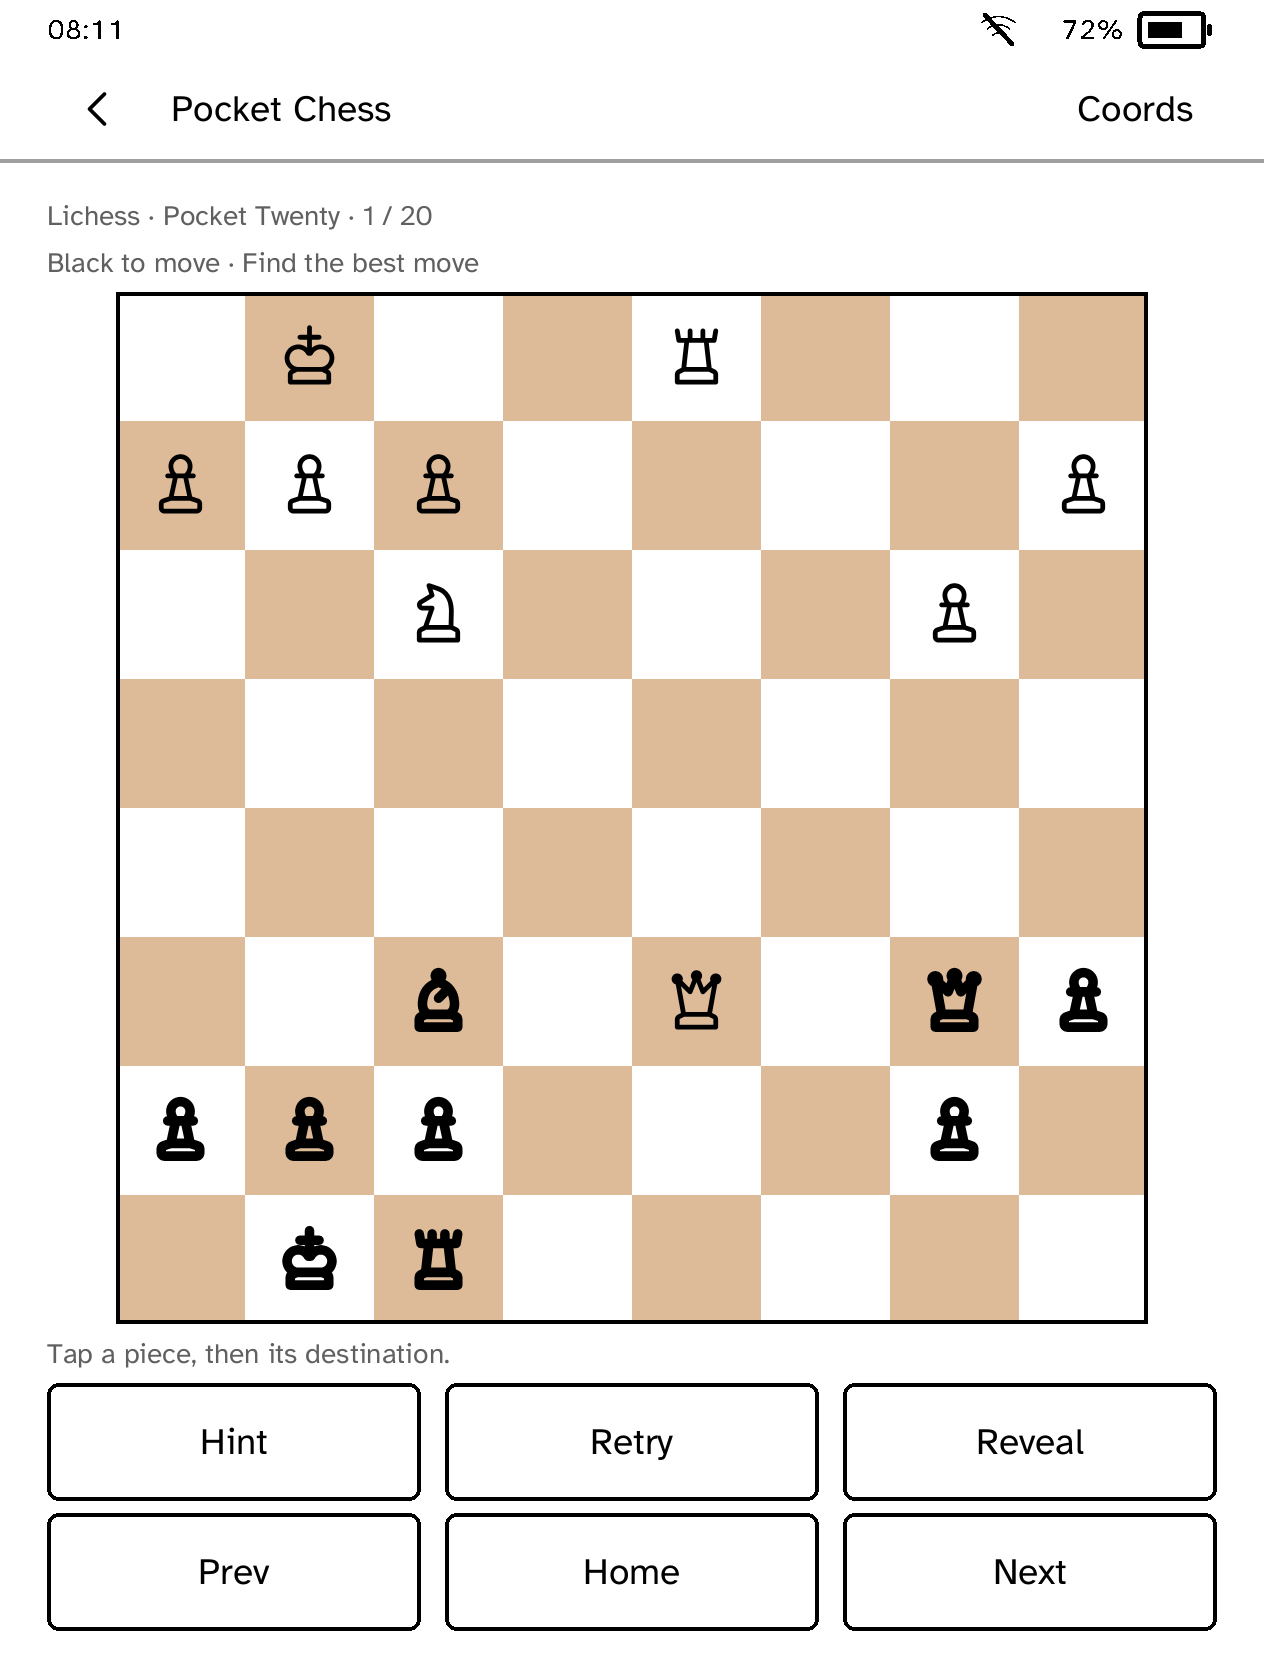 08:11
72%
Pocket Chess
Coords
Lichess · Pocket Twenty · 1 / 20
Black to move · Find the best move
Tap a piece, then its destination.
Hint
Retry
Reveal
Prev
Home
Next